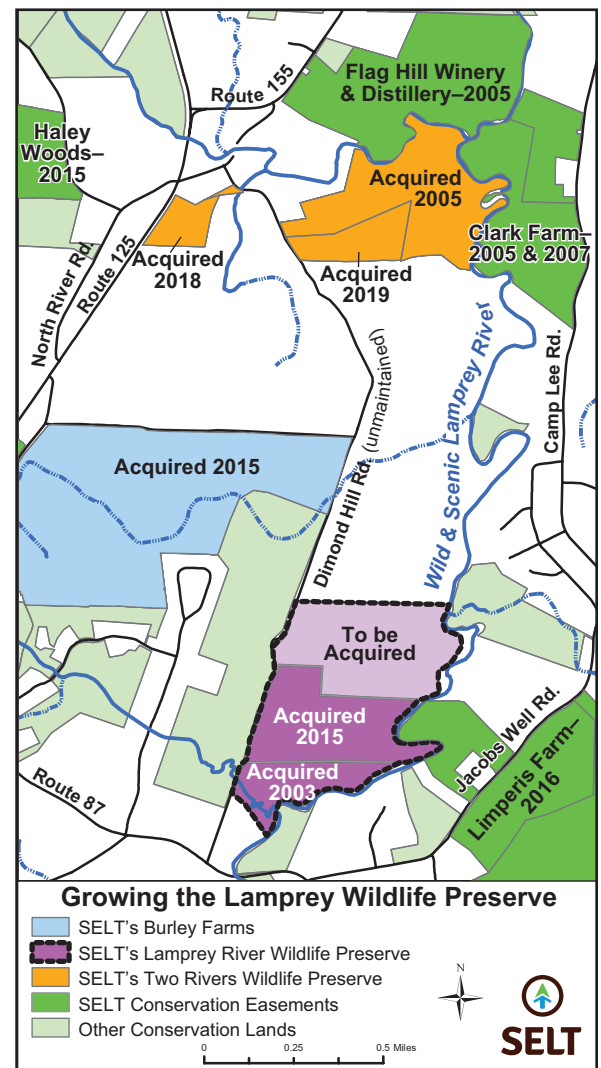 Route 155
Flag Hill Winery
& Distillery–2005
Haley
Woods–
2015
Acquired
2005
Clark Farm–
2005 & 2007
Acquired
2018
Acquired
2019
North River Rd.
Route 125
Dimond Hill Rd. (unmaintained)
Wild & Scenic Lamprey River
Camp Lee Rd.
Acquired 2015
To be
Acquired
Acquired
2015
Acquired
2003
Jacobs Well Rd.
Limperis Farm–
2016
Route 87
Growing the Lamprey Wildlife Preserve
SELT's Burley Farms
SELT's Lamprey River Wildlife Preserve
SELT's Two Rivers Wildlife Preserve
SELT Conservation Easements
Other Conservation Lands
N
SELT
0 0.25 0.5 Miles